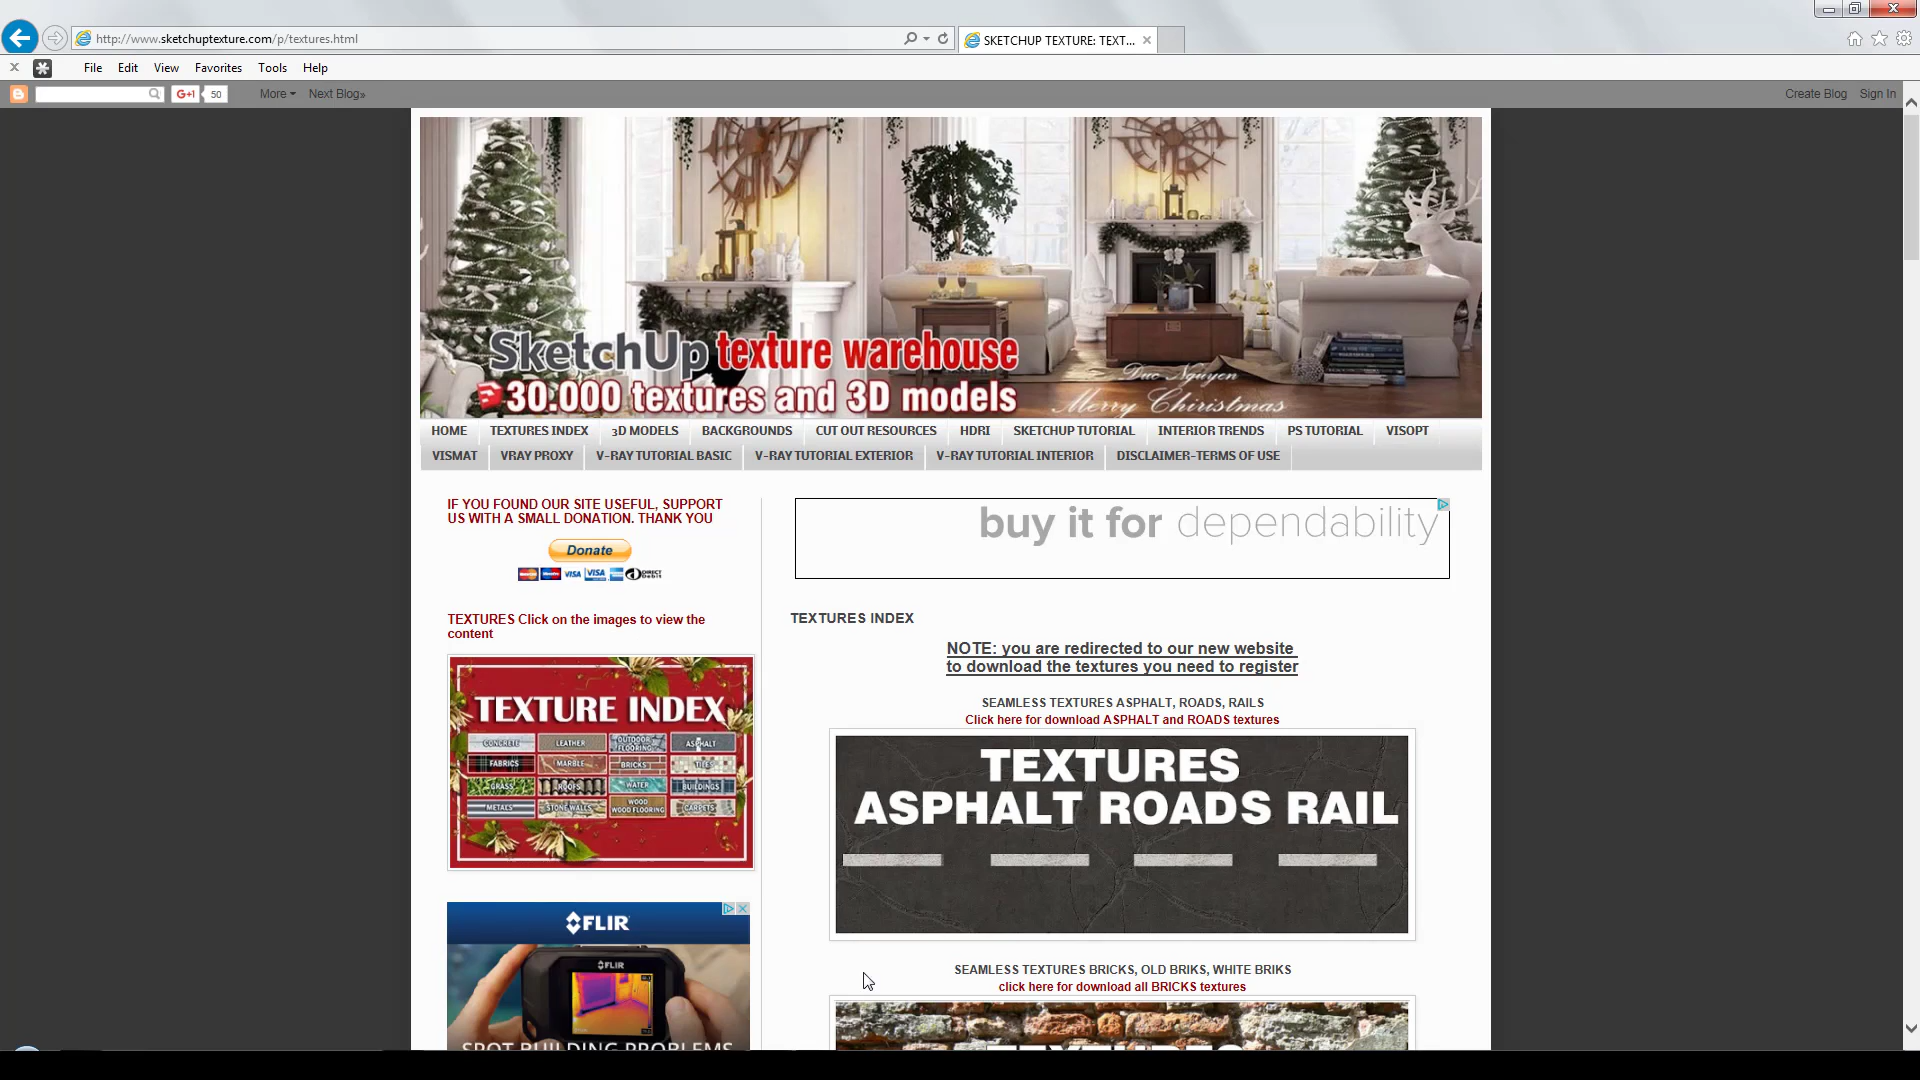 http://www.sketchuptexture.com/p/textures.html
SKETCHUP TEXTURE: TEXT...
File Edit View Favorites Tools Help
G+1 50 More Next Blog» Create Blog Sign In
SketchUp texture warehouse
30.000 textures and 3D models
Duc Nguyen
Merry Chiristmas
HOME TEXTURES INDEX 3D MODELS BACKGROUNDS CUT OUT RESOURCES HDRI SKETCHUP TUTORIAL INTERIOR TRENDS PS TUTORIAL VISOPT
VISMAT VRAY PROXY V-RAY TUTORIAL BASIC V-RAY TUTORIAL EXTERIOR V-RAY TUTORIAL INTERIOR DISCLAIMER-TERMS OF USE
IF YOU FOUND OUR SITE USEFUL, SUPPORT
US WITH A SMALL DONATION. THANK YOU
Donate
VISA VISA DIRECT Debit
TEXTURES Click on the images to view the
content
TEXTURE INDEX
CONCRETE LEATHER OUTDOOR FLOORING ASPHALT
FABRICS MARBLE BRICKS TILES
GRASS ROOFS WATER BUILDINGS
METALS STONE WALLS WOOD WOOD FLOORING CARPETS
FLIR
FLIR
SPOT BUILDING PROBLEMS
buy it for dependability
TEXTURES INDEX
NOTE: you are redirected to our new website
to download the textures you need to register
SEAMLESS TEXTURES ASPHALT, ROADS, RAILS
Click here for download ASPHALT and ROADS textures
TEXTURES
ASPHALT ROADS RAIL
SEAMLESS TEXTURES BRICKS, OLD BRIKS, WHITE BRIKS
click here for download all BRICKS textures
TEXTURES